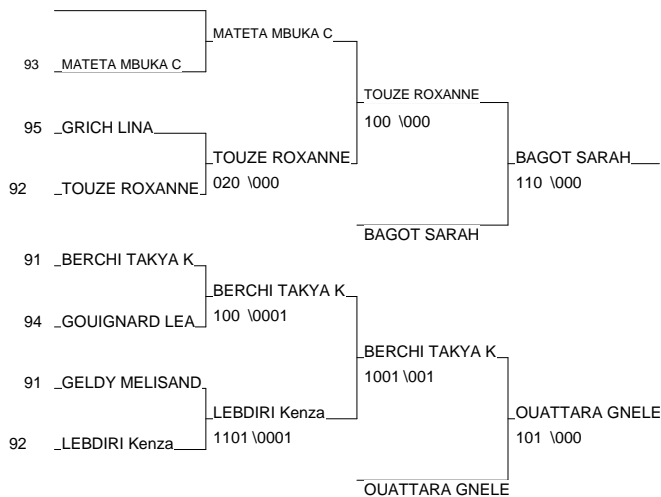 MATETA MBUKA C
93 MATETA MBUKA C
TOUZE ROXANNE
100 \000
95 GRICH LINA
TOUZE ROXANNE
020 \000
BAGOT SARAH
110 \000
92 TOUZE ROXANNE
BAGOT SARAH
91 BERCHI TAKYA K
BERCHI TAKYA K
100 \0001
94 GOUIGNARD LEA
BERCHI TAKYA K
1001 \001
91 GELDY MELISAND
LEBDIRI Kenza
1101 \0001
OUATTARA GNELE
101 \000
92 LEBDIRI Kenza
OUATTARA GNELE